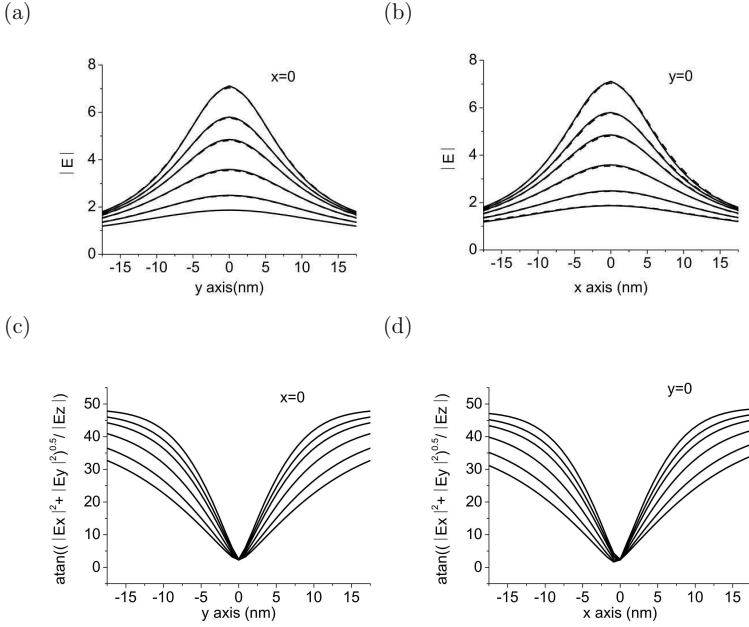 (a)
(b)
x=0
y=0
8
6
4
2
0
| E |
-15 -10 -5 0 5 10 15
y axis(nm)
8
6
4
2
0
| E |
-15 -10 -5 0 5 10 15
x axis (nm)
(c)
(d)
x=0
y=0
50
40
30
20
10
0
atan(( | Ex |²+ | Ey |²)^0.5/ | Ez |)
-15 -10 -5 0 5 10 15
y axis (nm)
50
40
30
20
10
0
atan(( | Ex |²+ | Ey |²)^0.5/ | Ez |)
-15 -10 -5 0 5 10 15
x axis (nm)